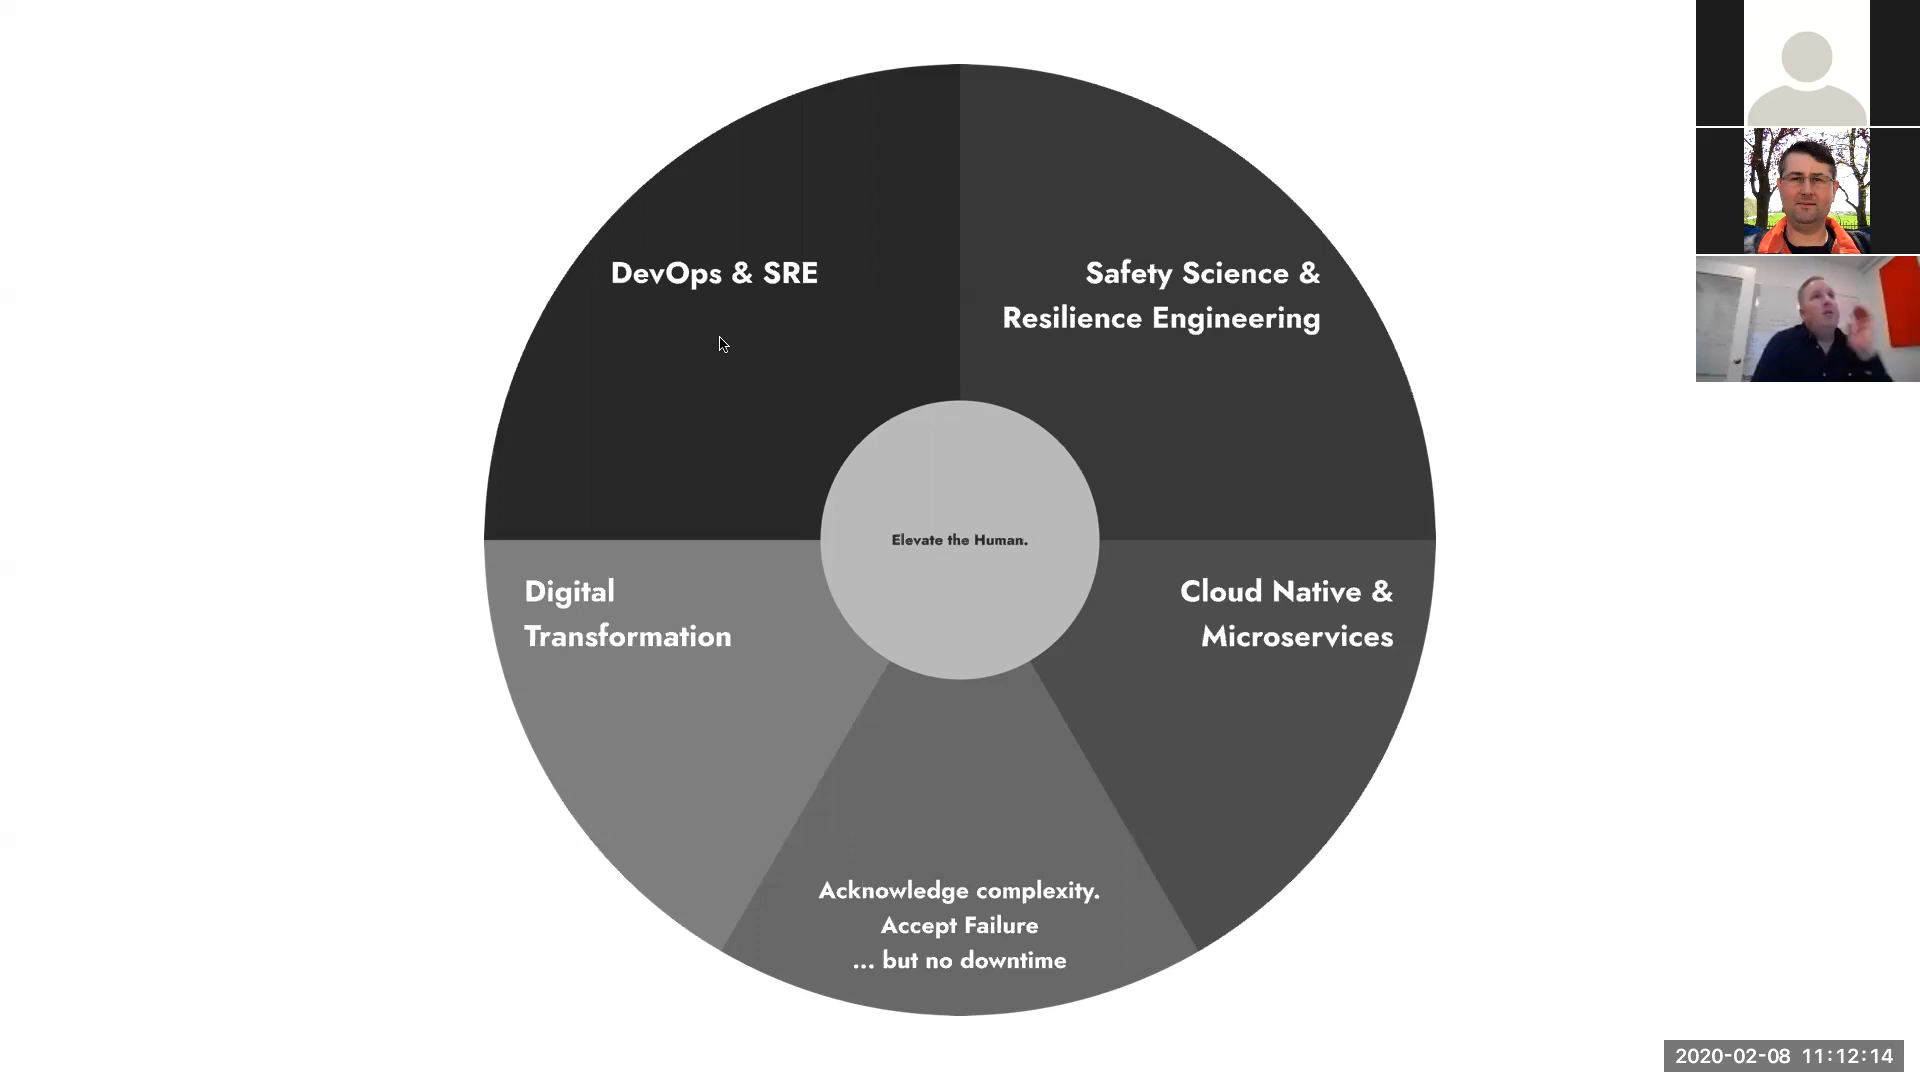 DevOps & SRE
Safety Science &
Resilience Engineering
Elevate the Human.
Digital
Transformation
Cloud Native &
Microservices
Acknowledge complexity.
Accept Failure
... but no downtime
2020-02-08 11:12:14